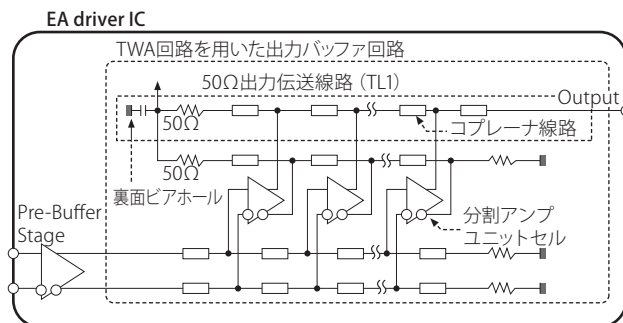 EA driver IC
TWA回路を用いた出力バッファ回路
50Ω出力伝送線路(TL1)
Output
50Ω
コプレーナ線路
50Ω
裏面ビアホール
Pre-Buffer
Stage
分割アンプ
ユニットセル